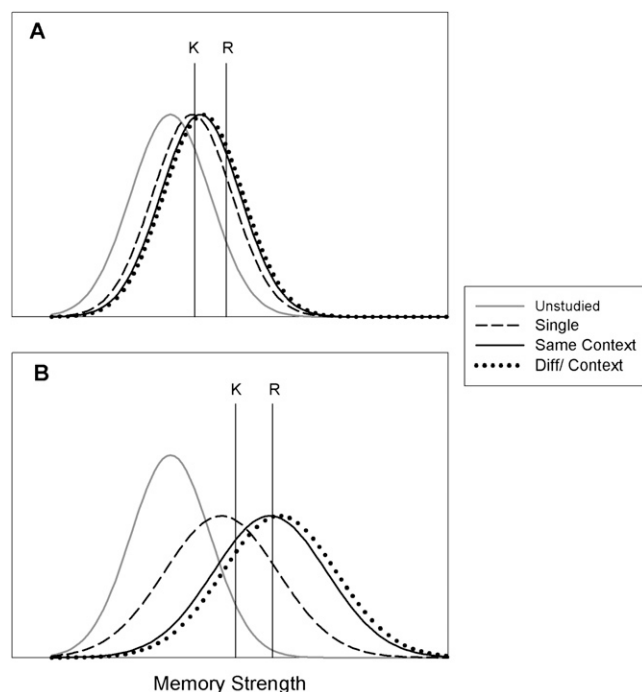 A
K R
Unstudied
Single
Same Context
Diff/ Context
B
K R
Memory Strength